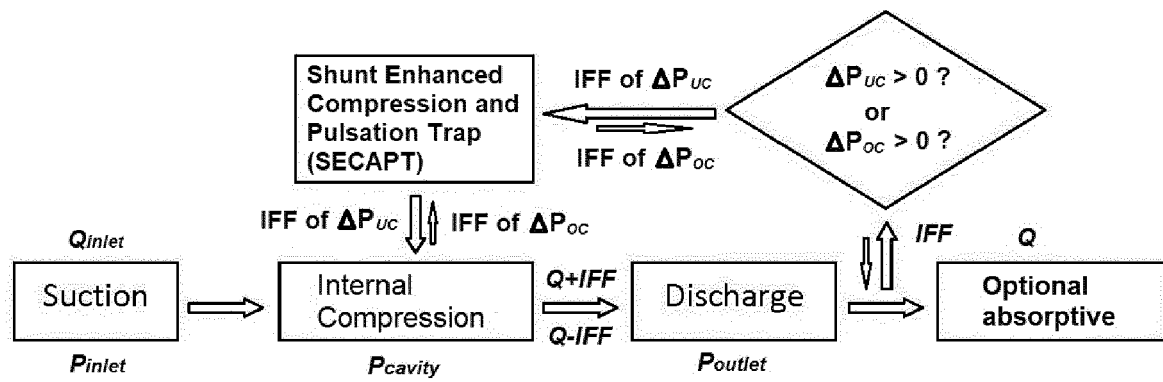 Shunt Enhanced
Compression and
Pulsation Trap
(SECAPT)
IFF of ΔPUC
IFF of ΔPOC
ΔPUC > 0 ?
or
ΔPOC > 0 ?
IFF of ΔPUC
IFF of ΔPOC
IFF
Qinlet
Q
Suction
Internal
Compression
Q+IFF
Q-IFF
Discharge
Optional
absorptive
Pinlet
Pcavity
Poutlet